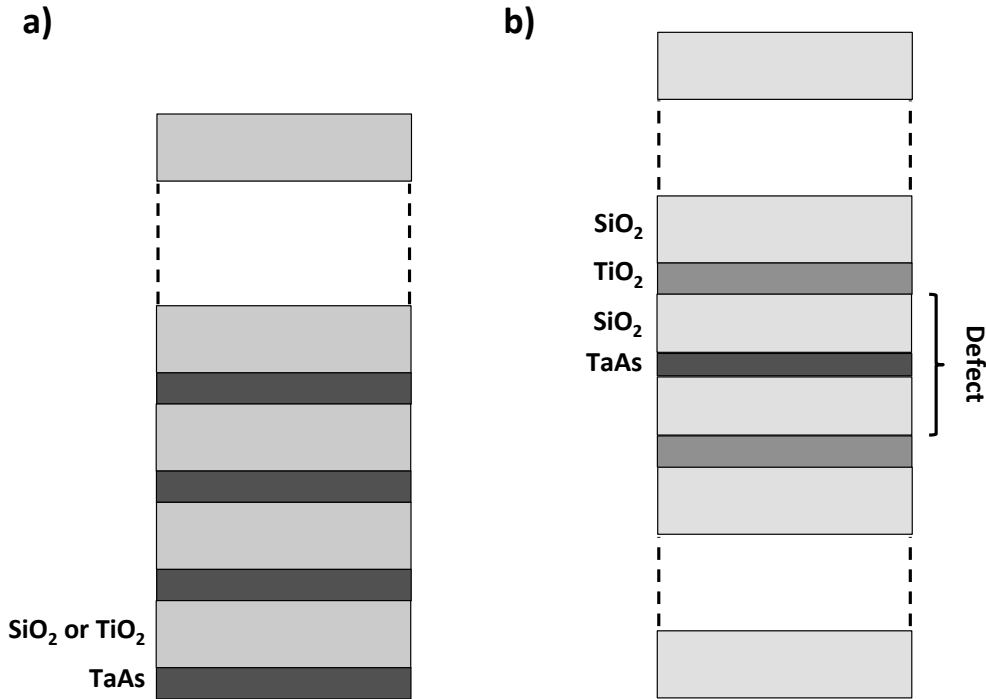 a)
SiO₂ or TiO₂
TaAs
b)
SiO₂
TiO₂
SiO₂
TaAs
Defect